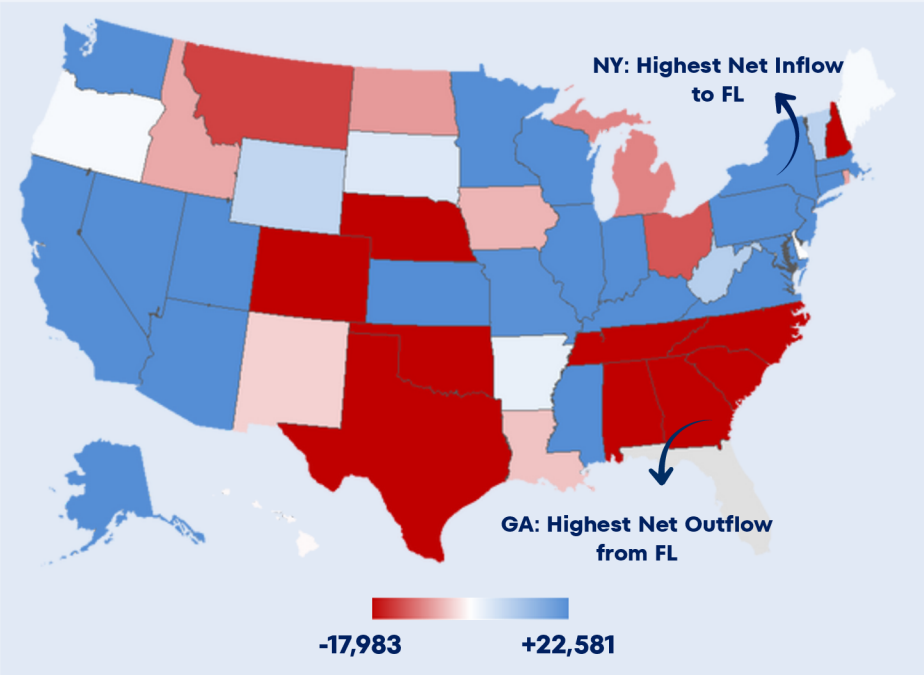 NY: Highest Net Inflow
to FL
GA: Highest Net Outflow
from FL
-17,983
+22,581